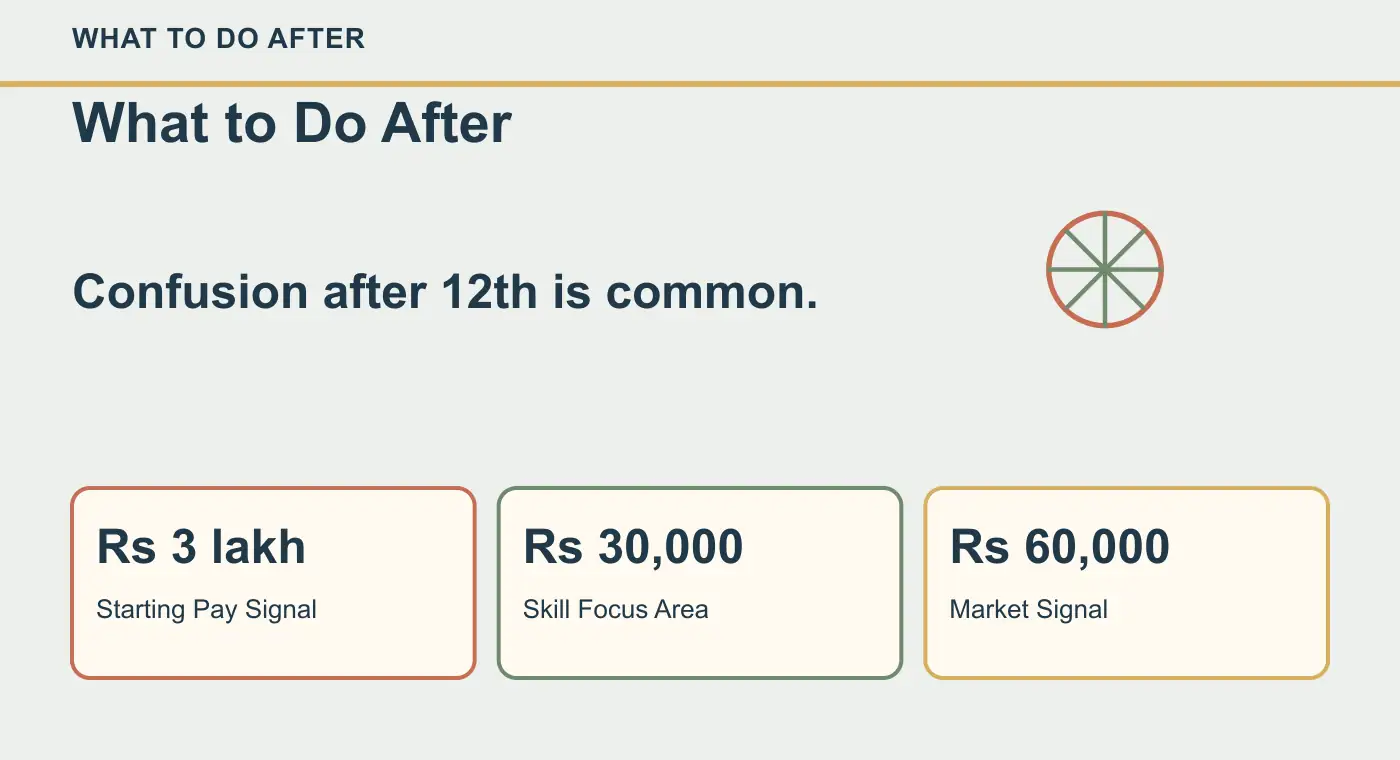 WHAT TO DO AFTER
What to Do After
Confusion after 12th is common.
Rs 3 lakh
Starting Pay Signal
Rs 30,000
Skill Focus Area
Rs 60,000
Market Signal